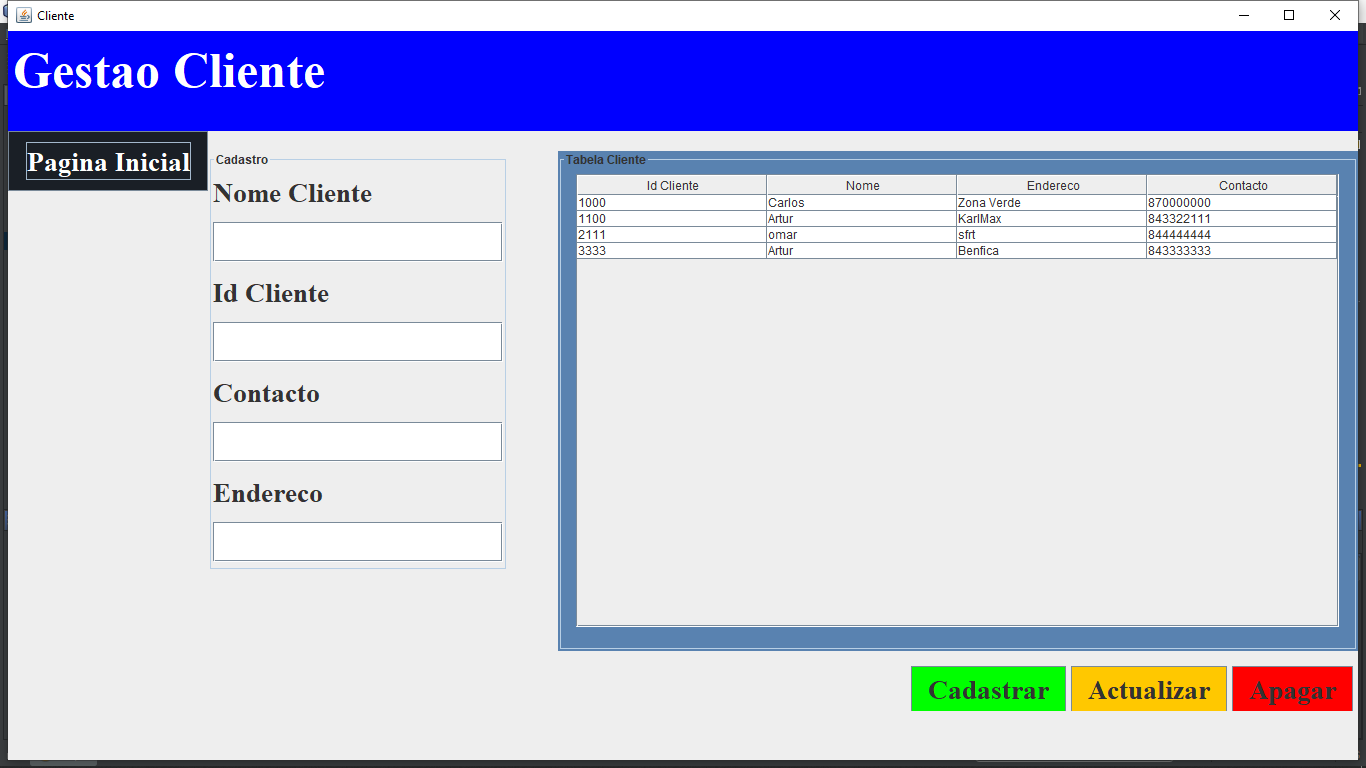 Cliente
Gestao Cliente
Pagina Inicial
Cadastro
Nome Cliente
Id Cliente
Contacto
Endereco
Tabela Cliente
Id Cliente Nome Endereco Contacto
1000 Carlos Zona Verde 870000000
1100 Artur KarlMax 843322111
2111 omar sfrt 844444444
3333 Artur Benfica 843333333
Cadastrar Actualizar Apagar